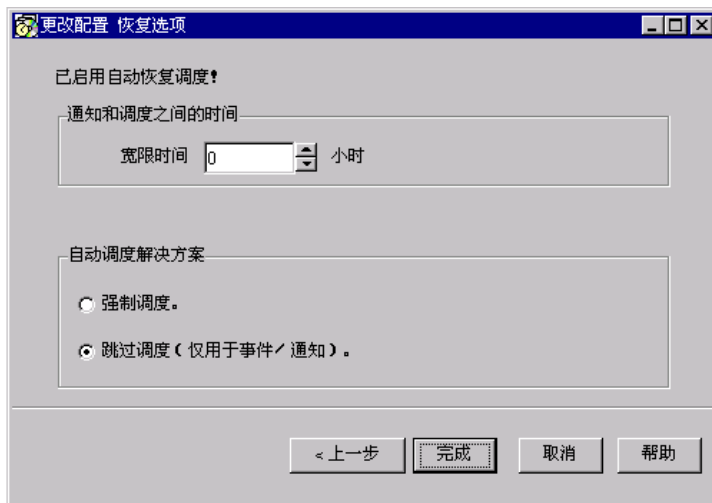 更改配置 恢复选项
已启用自动恢复调度!
通知和调度之间的时间
宽限时间 0 小时
自动调度解决方案
强制调度。
跳过调度(仅用于事件/通知)。
<上一步 完成 取消 帮助